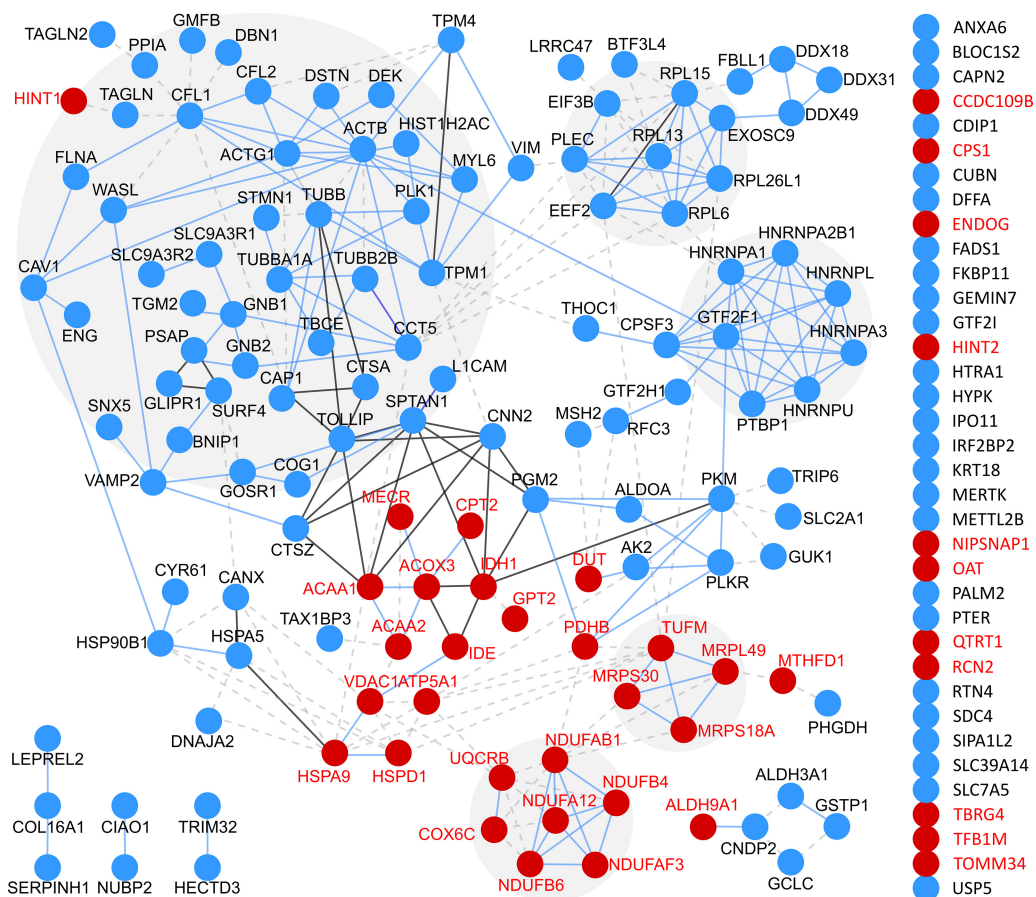 GMFB
TPM4
TAGLN2
DBN1
PPIA
LRRC47
BTF3L4
DDX18
FBLL1
CFL2
DSTN
DEK
RPL15
DDX31
HINT1
TAGLN
CFL1
EIF3B
DDX49
ACTB
HIST1H2AC
PLEC
RPL13
EXOSC9
FLNA
ACTG1
MYL6
VIM
WASL
STMN1
TUBB
PLK1
EEF2
RPL6
RPL26L1
SLC9A3R1
HNRNPA2B1
SLC9A3R2
TUBBA1A
TUBB2B
HNRNPA1
HNRNPL
CAV1
TPM1
TGM2
GNB1
THOC1
CPSF3
GTF2F1
ENG
PSAP
TBCE
CCT5
HNRNPA3
GNB2
CTSA
L1CAM
GLIPR1
SURF4
CAP1
SPTAN1
GTF2H1
HNRNPU
SNX5
TOLLIP
CNN2
MSH2
RFC3
PTBP1
BNIP1
VAMP2
GOSR1
COG1
PGM2
ALDOA
PKM
TRIP6
MECR
CPT2
SLC2A1
CTSZ
AK2
GUK1
CYR61
CANX
ACAA1
ACOX3
IDH1
DUT
PLKR
TAX1BP3
GPT2
HSP90B1
HSPA5
ACAA2
IDE
PDHB
TUFM
MRPL49
VDAC1
ATP5A1
MRPS30
MTHFD1
DNAJA2
MRPS18A
PHGDH
LEPREL2
HSPA9
HSPD1
UQCRB
NDUFAB1
NDUFB4
ALDH3A1
NDUFA12
ALDH9A1
GSTP1
COL16A1
CIAO1
TRIM32
COX6C
CNDP2
NDUFAF3
SERPINH1
NUBP2
HECTD3
NDUFB6
GCLC
ANXA6
BLOC1S2
CAPN2
CCDC109B
CDIP1
CPS1
CUBN
DFFA
ENDOG
FADS1
FKBP11
GEMIN7
GTF2I
HINT2
HTRA1
HYPK
IPO11
IRF2BP2
KRT18
MERTK
METTL2B
NIPSNAP1
OAT
PALM2
PTER
QTRT1
RCN2
RTN4
SDC4
SIPA1L2
SLC39A14
SLC7A5
TBRG4
TFB1M
TOMM34
USP5